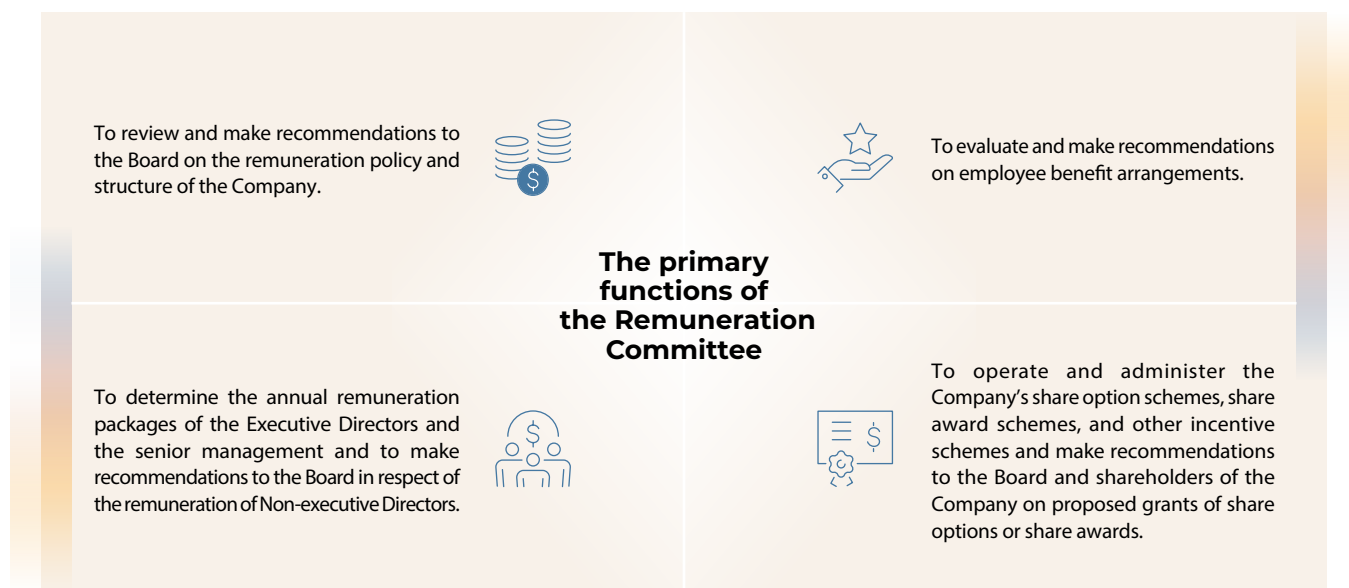 To review and make recommendations to
the Board on the remuneration policy and
structure of the Company.
$
To evaluate and make recommendations
on employee benefit arrangements.
The primary
functions of
the Remuneration
Committee
To determine the annual remuneration
packages of the Executive Directors and
the senior management and to make
recommendations to the Board in respect of
the remuneration of Non-executive Directors.
$
$
To operate and administer the
Company's share option schemes, share
award schemes, and other incentive
schemes and make recommendations
to the Board and shareholders of the
Company on proposed grants of share
options or share awards.